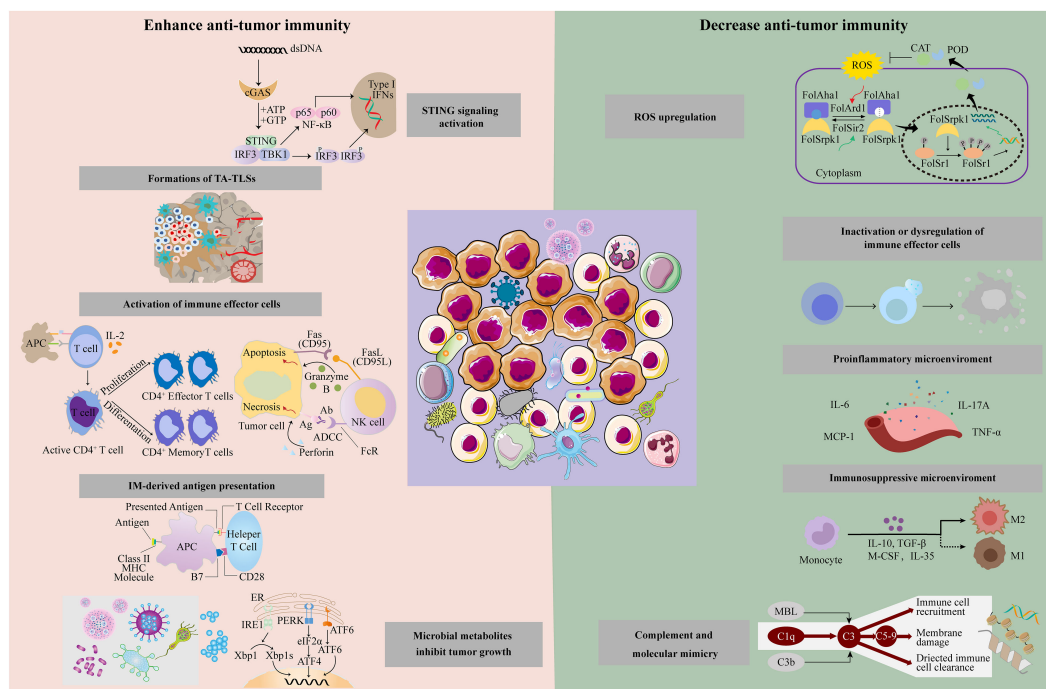 Enhance anti-tumor immunity
dsDNA
cGAS
+ATP
+GTP
STING
IRF3
TBK1
p65
p60
NF-κB
Type I
IFNs
P
IRF3
P
IRF3
STING signaling
activation
Formations of TA-TLSs
Activation of immune effector cells
APC
T cell
IL-2
T cell
Active CD4⁺ T cell
Proliferation
Differentation
CD4⁺ Effector T cells
CD4⁺ MemoryT cells
Apoptosis
Necrosis
Tumor cell
Fas
(CD95)
FasL
(CD95L)
Granzyme
B
NK cell
Ab
Ag
ADCC
FcR
Perforin
IM-derived antigen presentation
Presented Antigen
T Cell Receptor
Antigen
APC
Heleper
T Cell
Class II
MHC
Molecule
B7
CD28
ER
IRE1
PERK
ATF6
eIF2α
Xbp1
Xbp1s
ATF4
ATF6
Microbial metabolites
inhibit tumor growth
Decrease anti-tumor immunity
ROS upregulation
ROS
CAT
POD
FolAha1
FolAha1
FolArd1
FolSir2
FolSrpk1
FolSrpk1
FolSrpk1
P
FolSr1
P
P
P
P
FolSr1
Cytoplasm
Inactivation or dysregulation of
immune effector cells
Proinflammatory microenviroment
IL-6
IL-17A
MCP-1
TNF-α
Immunosuppressive microenviroment
Monocyte
IL-10, TGF-β
M-CSF , IL-35
M2
M1
Complement and
molecular mimicry
MBL
C1q
C3
C5-9
C3b
Immune cell
recruitment
Membrane
damage
Driected immune
cell clearance